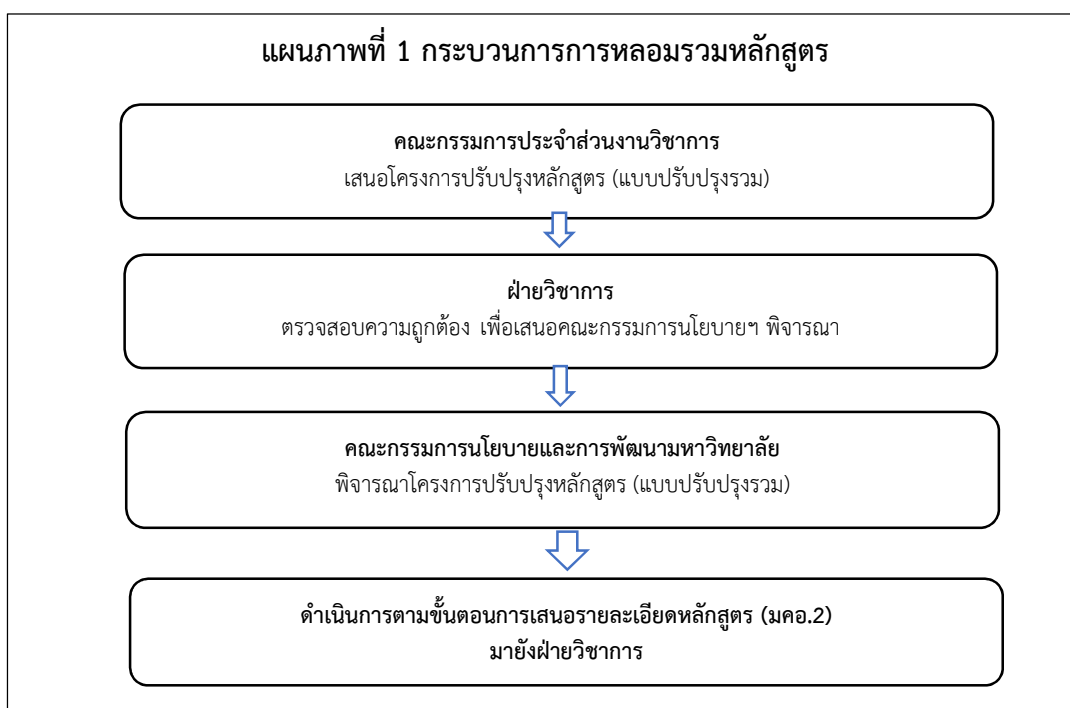 แผนภาพที่ 1 กระบวนการการหลอมรวมหลักสูตร
คณะกรรมการประจำส่วนงานวิชาการ
เสนอโครงการปรับปรุงหลักสูตร (แบบปรับปรุงรวม)
ฝ่ายวิชาการ
ตรวจสอบความถูกต้อง เพื่อเสนอคณะกรรมการนโยบายฯ พิจารณา
คณะกรรมการนโยบายและการพัฒนามหาวิทยาลัย
พิจารณาโครงการปรับปรุงหลักสูตร (แบบปรับปรุงรวม)
ดำเนินการตามขั้นตอนการเสนอรายละเอียดหลักสูตร (มคอ.2)
มายังฝ่ายวิชาการ